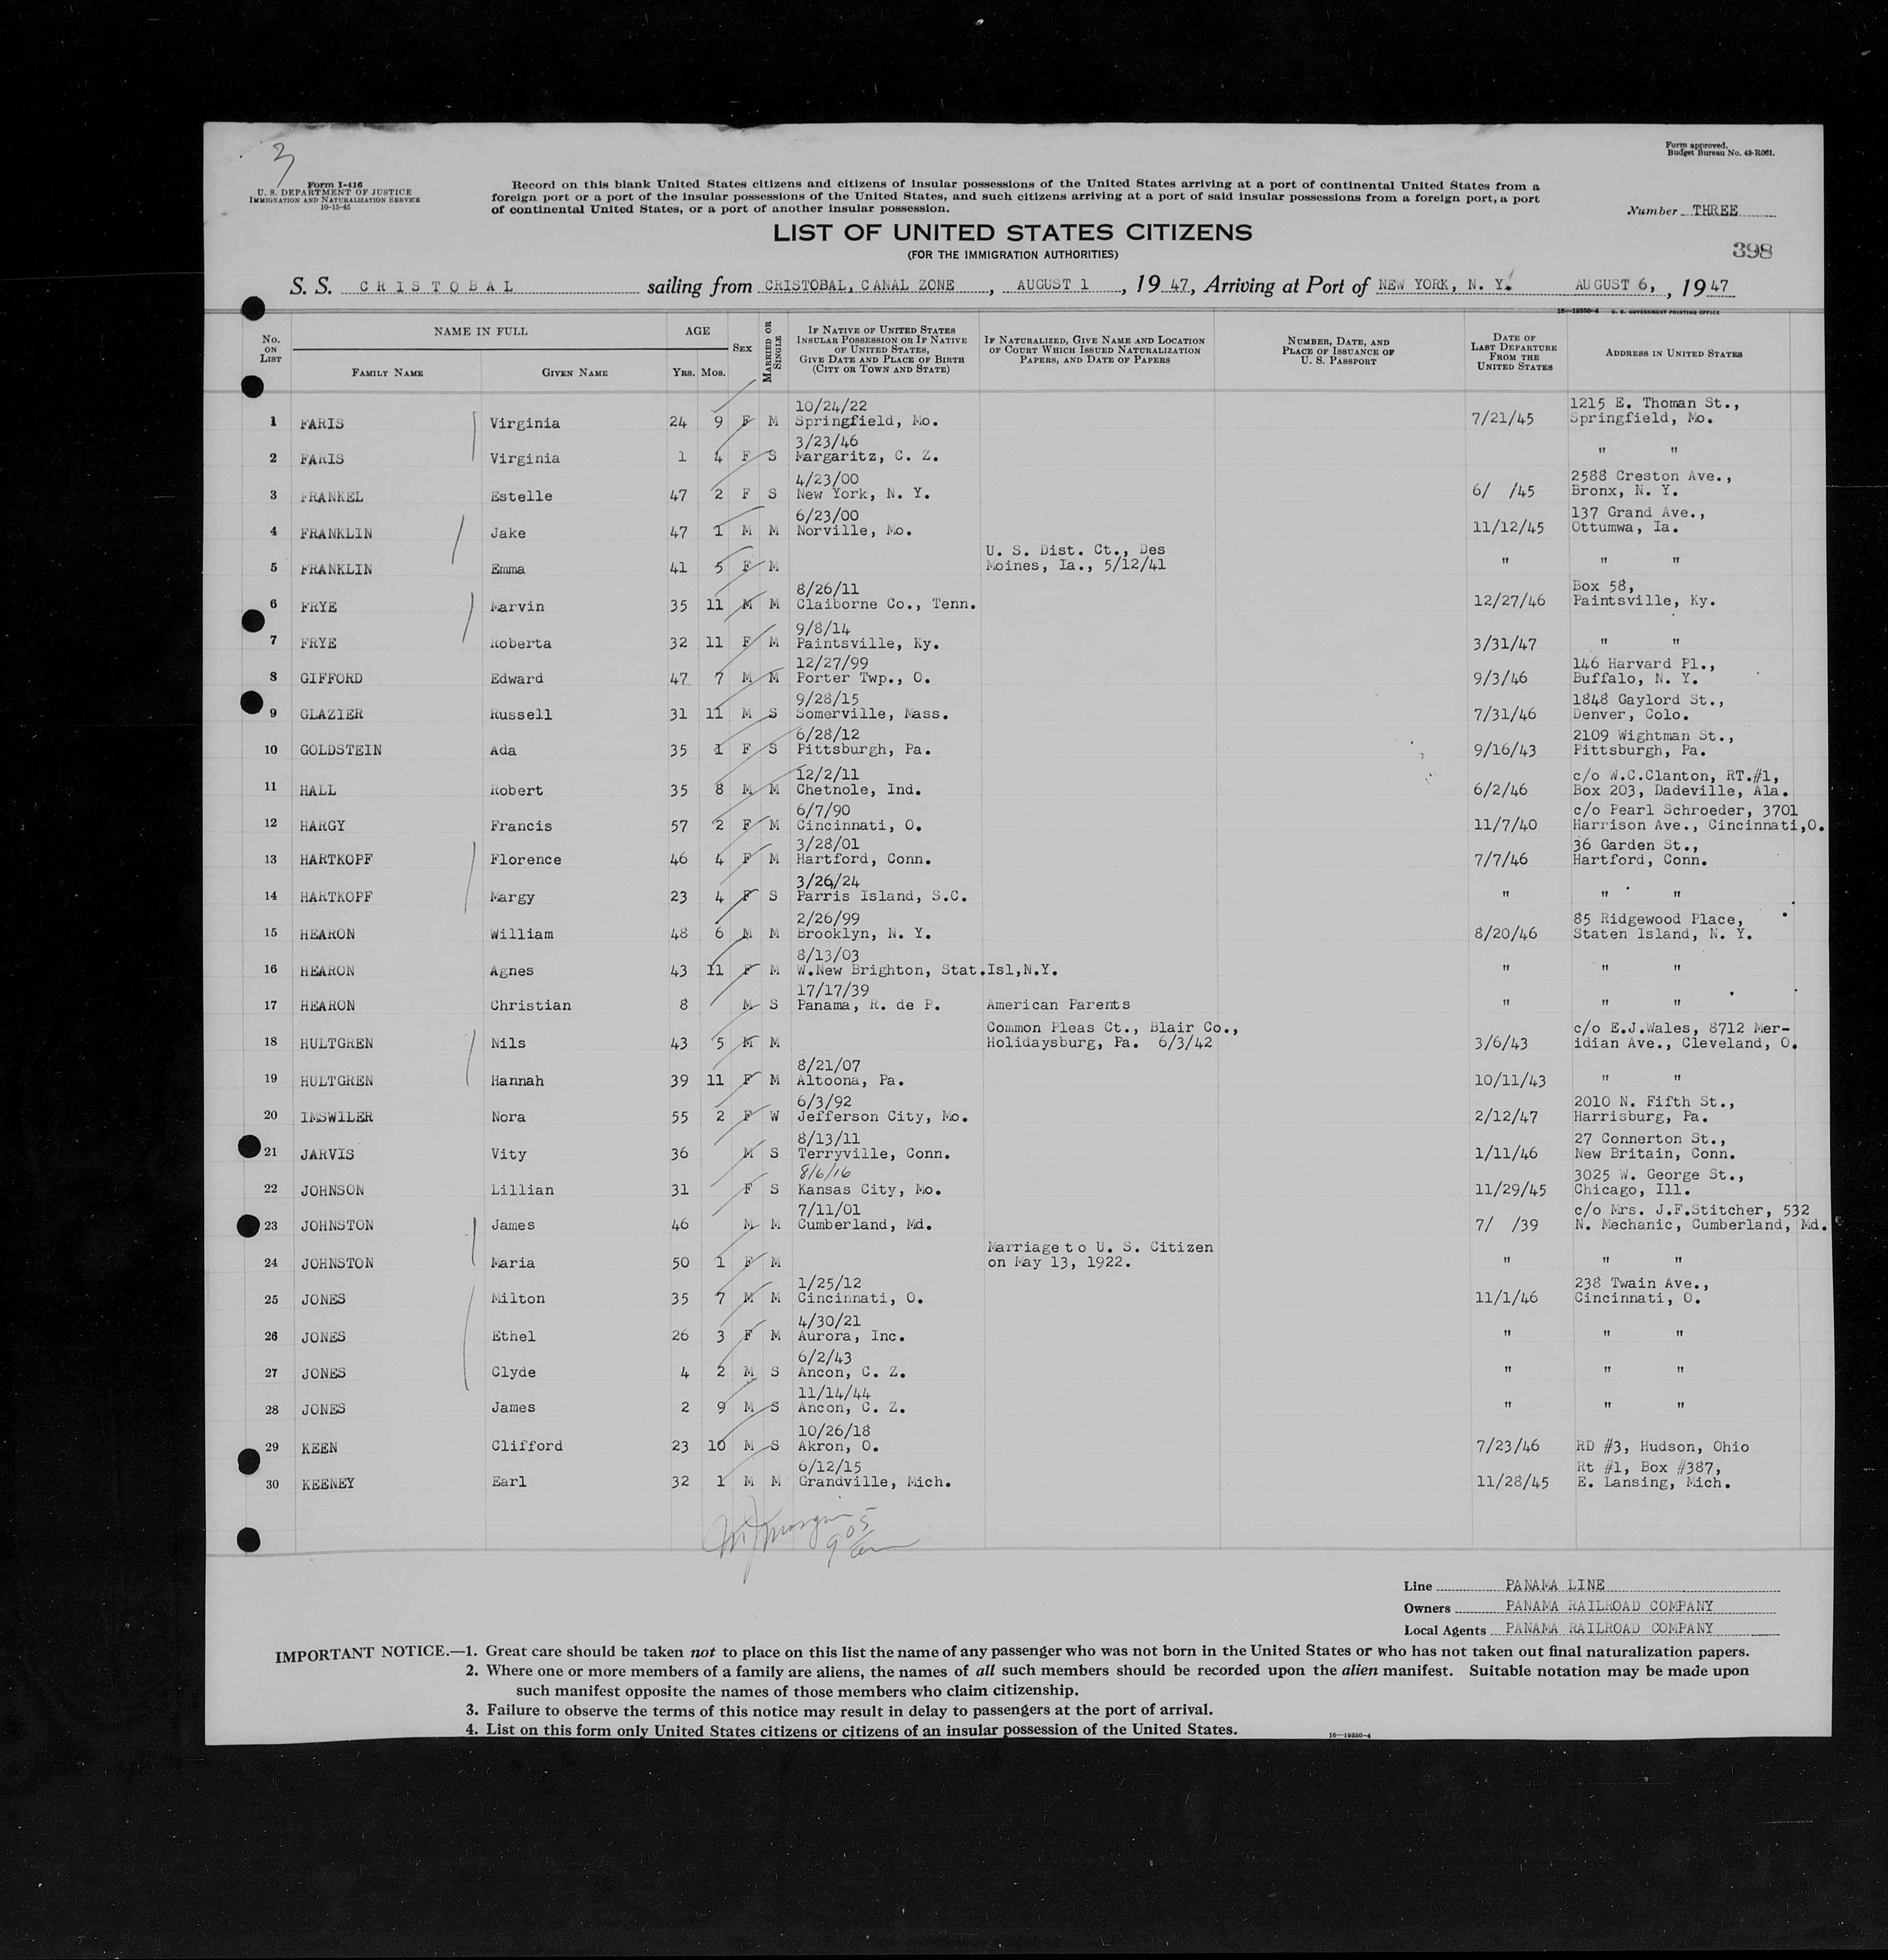 3
Form approved.
Budget Bureau No. 43-R061.
Form I-416
U. S. DEPARTMENT OF JUSTICE
IMMIGRATION AND NATURALIZATION SERVICE
10-15-45
Record on this blank United States citizens and citizens of insular possessions of the United States arriving at a port of continental United States from a
foreign port or a port of the insular possessions of the United States, and such citizens arriving at a port of said insular possessions from a foreign port, a port
of continental United States, or a port of another insular possession.
Number THREE
LIST OF UNITED STATES CITIZENS
(FOR THE IMMIGRATION AUTHORITIES)
398
S. S. CRISTOBAL sailing from CRISTOBAL, CANAL ZONE, AUGUST 1, 1947, Arriving at Port of NEW YORK, N. Y. AUGUST 6, , 1947
16—19350-4 U. S. GOVERNMENT PRINTING OFFICE
No. ON LIST
NAME IN FULL
FAMILY NAME
GIVEN NAME
AGE
YRS. MOS.
SEX
MARRIED OR SINGLE
IF NATIVE OF UNITED STATES INSULAR POSSESSION OR IF NATIVE OF UNITED STATES, GIVE DATE AND PLACE OF BIRTH (CITY OR TOWN AND STATE)
IF NATURALIZED, GIVE NAME AND LOCATION OF COURT WHICH ISSUED NATURALIZATION PAPERS, AND DATE OF PAPERS
NUMBER, DATE, AND PLACE OF ISSUANCE OF U. S. PASSPORT
DATE OF LAST DEPARTURE FROM THE UNITED STATES
ADDRESS IN UNITED STATES
10/24/22 1215 E. Thoman St.,
1 FARIS Virginia 24 9 F M Springfield, Mo. 7/21/45 Springfield, Mo.
3/23/46
2 FARIS Virginia 1 4 F S Margaritz, C. Z. " "
4/23/00 2588 Creston Ave.,
3 FRANKEL Estelle 47 2 F S New York, N. Y. 6/ /45 Bronx, N. Y.
6/23/00 137 Grand Ave.,
4 FRANKLIN Jake 47 1 M M Norville, Mo. 11/12/45 Ottumwa, Ia.
U. S. Dist. Ct., Des
5 FRANKLIN Emma 41 5 F M Moines, Ia., 5/12/41 " " "
8/26/11 Box 58,
6 FRYE Marvin 35 11 M M Claiborne Co., Tenn. 12/27/46 Paintsville, Ky.
9/8/14
7 FRYE Roberta 32 11 F M Paintsville, Ky. 3/31/47 " "
12/27/99 146 Harvard Pl.,
8 GIFFORD Edward 47 7 M M Porter Twp., O. 9/3/46 Buffalo, N. Y.
9/28/15 1848 Gaylord St.,
9 GLAZIER Russell 31 11 M S Somerville, Mass. 7/31/46 Denver, Colo.
6/28/12 2109 Wightman St.,
10 GOLDSTEIN Ada 35 1 F S Pittsburgh, Pa. 9/16/43 Pittsburgh, Pa.
12/2/11 c/o W.C.Clanton, RT.#1,
11 HALL Robert 35 8 M M Chetnole, Ind. 6/2/46 Box 203, Dadeville, Ala.
6/7/90 c/o Pearl Schroeder, 3701
12 HARGY Francis 57 2 F M Cincinnati, O. 11/7/40 Harrison Ave., Cincinnati,O.
3/28/01 36 Garden St.,
13 HARTKOPF Florence 46 4 F M Hartford, Conn. 7/7/46 Hartford, Conn.
3/26/24
14 HARTKOPF Margy 23 4 F S Parris Island, S.C. " " "
2/26/99 85 Ridgewood Place,
15 HEARON William 48 6 M M Brooklyn, N. Y. 8/20/46 Staten Island, N. Y.
8/13/03
16 HEARON Agnes 43 11 F M W.New Brighton, Stat.Isl,N.Y. " " "
17/17/39
17 HEARON Christian 8 M S Panama, R. de P. American Parents " " "
Common Pleas Ct., Blair Co., c/o E.J.Wales, 8712 Mer-
18 HULTGREN Nils 43 5 M M Holidaysburg, Pa. 6/3/42 3/6/43 idian Ave., Cleveland, O.
8/21/07
19 HULTGREN Hannah 39 11 F M Altoona, Pa. 10/11/43 " "
6/3/92 2010 N. Fifth St.,
20 IMSWILER Nora 55 2 F W Jefferson City, Mo. 2/12/47 Harrisburg, Pa.
8/13/11 27 Connerton St.,
21 JARVIS Vity 36 M S Terryville, Conn. 1/11/46 New Britain, Conn.
8/6/16 3025 W. George St.,
22 JOHNSON Lillian 31 F S Kansas City, Mo. 11/29/45 Chicago, Ill.
7/11/01 c/o Mrs. J.F.Stitcher, 532
23 JOHNSTON James 46 M M Cumberland, Md. 7/ /39 N. Mechanic, Cumberland, Md.
Marriage to U. S. Citizen
24 JOHNSTON Maria 50 1 F M on May 13, 1922. " " "
1/25/12 238 Twain Ave.,
25 JONES Milton 35 7 M M Cincinnati, O. 11/1/46 Cincinnati, O.
4/30/21
26 JONES Ethel 26 3 F M Aurora, Inc. " " "
6/2/43
27 JONES Clyde 4 2 M S Ancon, C. Z. " " "
11/14/44
28 JONES James 2 9 M S Ancon, C. Z. " " "
10/26/18
29 KEEN Clifford 23 10 M S Akron, O. 7/23/46 RD #3, Hudson, Ohio
6/12/15 Rt #1, Box #387,
30 KEENEY Earl 32 1 M M Grandville, Mich. 11/28/45 E. Lansing, Mich.
905 am
Line PANAMA LINE
Owners PANAMA RAILROAD COMPANY
Local Agents PANAMA RAILROAD COMPANY
IMPORTANT NOTICE.—1. Great care should be taken not to place on this list the name of any passenger who was not born in the United States or who has not taken out final naturalization papers.
2. Where one or more members of a family are aliens, the names of all such members should be recorded upon the alien manifest. Suitable notation may be made upon
such manifest opposite the names of those members who claim citizenship.
3. Failure to observe the terms of this notice may result in delay to passengers at the port of arrival.
4. List on this form only United States citizens or citizens of an insular possession of the United States.
16—19350-4